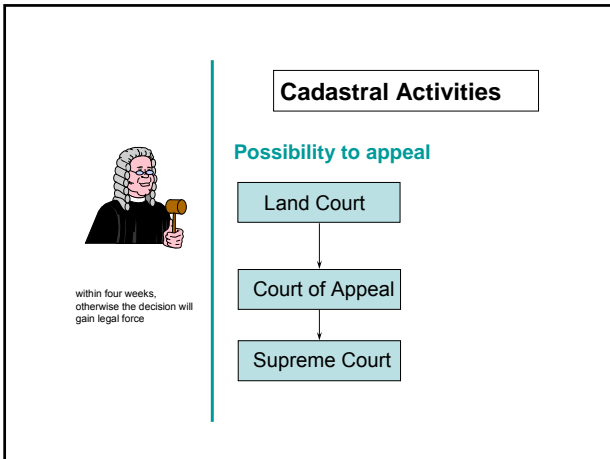 Cadastral Activities
Possibility to appeal
Land Court
Court of Appeal
Supreme Court
within four weeks,
otherwise the decision will
gain legal force